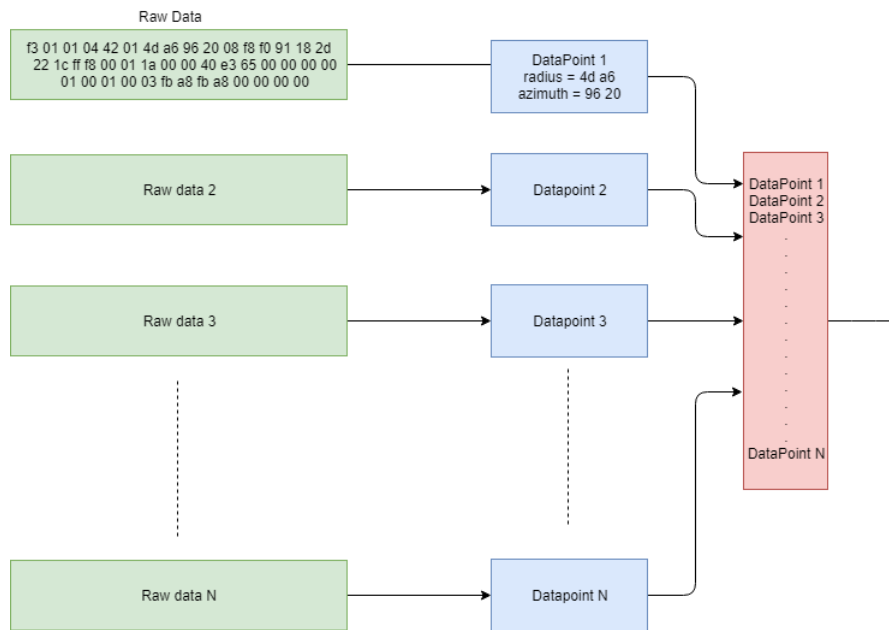 Raw Data
f3 01 01 04 42 01 4d a6 96 20 08 f8 f0 91 18 2d
22 1c ff f8 00 01 1a 00 00 40 e3 65 00 00 00 00
01 00 01 00 03 fb a8 fb a8 00 00 00 00
DataPoint 1
radius = 4d a6
azimuth = 96 20
Raw data 2
Datapoint 2
DataPoint 1
DataPoint 2
DataPoint 3
.
.
.
.
.
.
.
.
.
.
.
.
.
DataPoint N
Raw data 3
Datapoint 3
Raw data N
Datapoint N